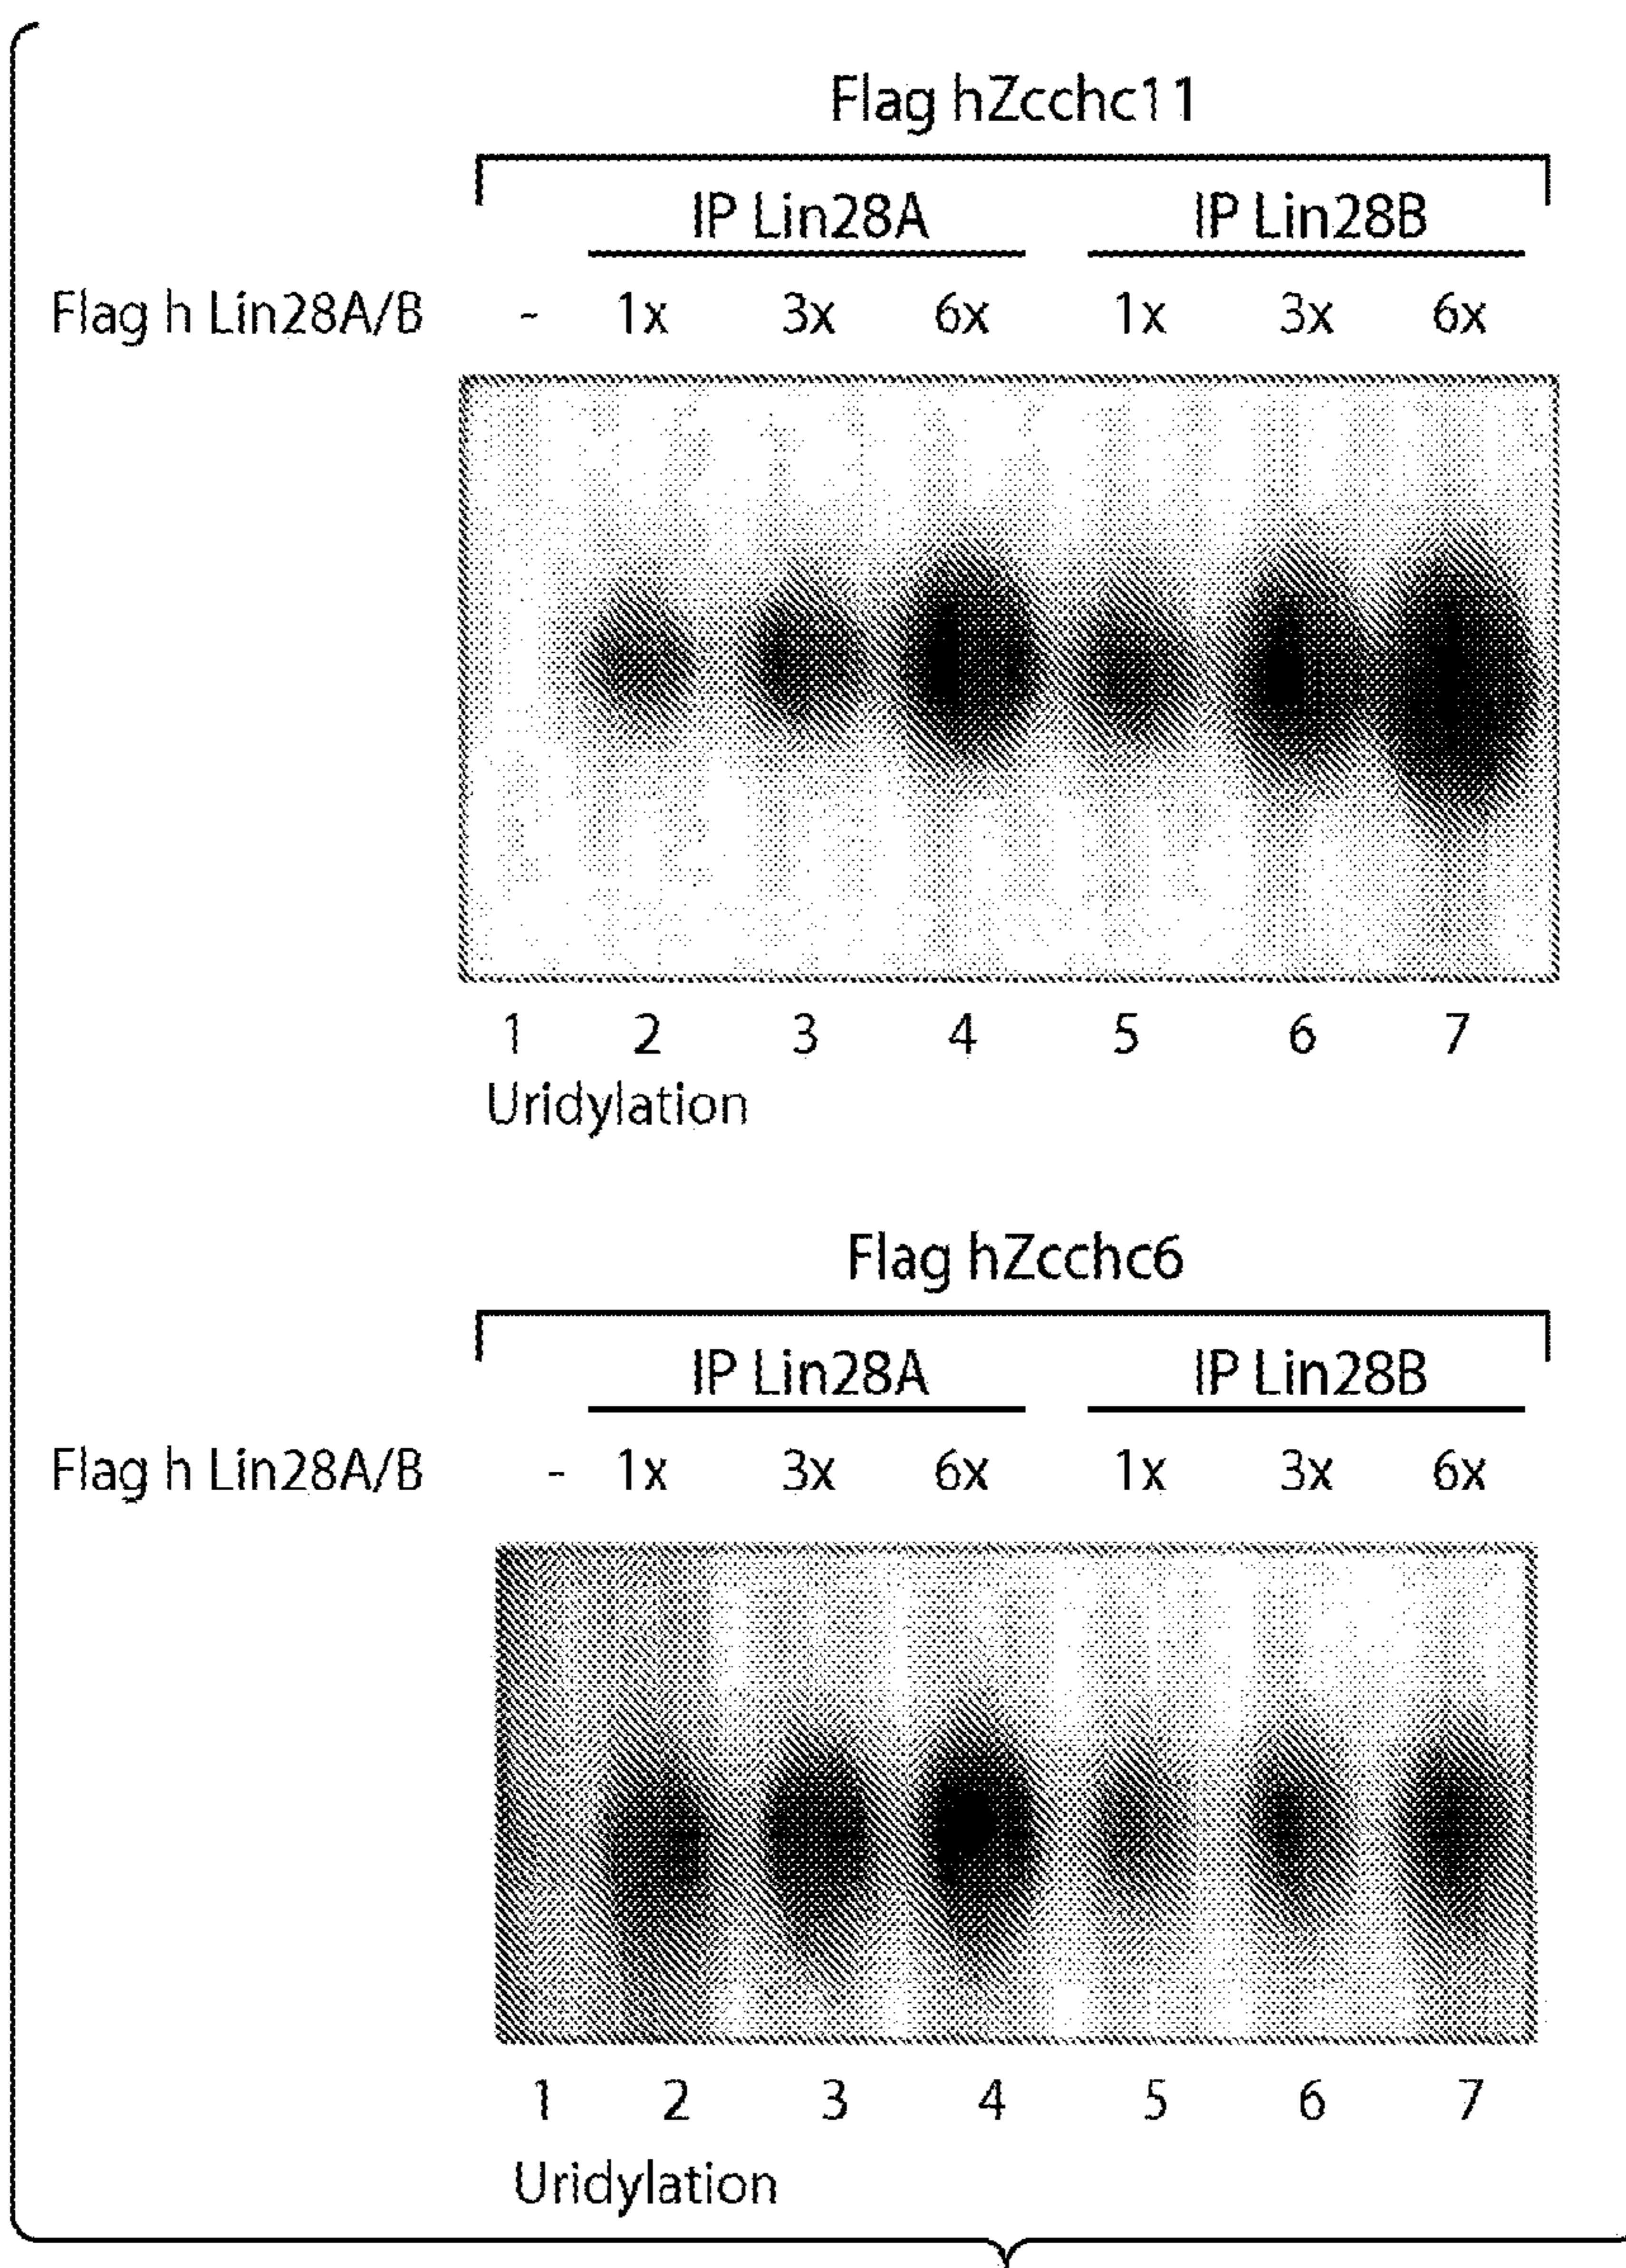 Flag hZcchc11
IP Lin28A IP Lin28B
Flag h Lin28A/B - 1x 3x 6x 1x 3x 6x
1 2 3 4 5 6 7
Uridylation
Flag hZcchc6
IP Lin28A IP Lin28B
Flag h Lin28A/B - 1x 3x 6x 1x 3x 6x
1 2 3 4 5 6 7
Uridylation